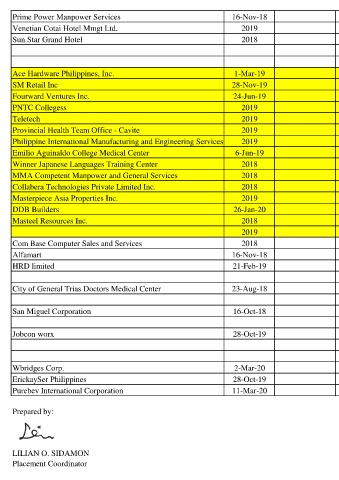 Prime Power Manpower Services 16-Nov-18
Venetian Cotai Hotel Mmgt Ltd. 2019
Sun Star Grand Hotel 2018
Ace Hardware Philippines, Inc. 1-Mar-19
SM Retail Inc 28-Nov-19
Fourward Ventures Inc. 24-Jun-19
PNTC Collegess 2019
Teletech 2019
Provincial Health Team Office - Cavite 2019
Philippine International Manufacturing and Engineering Services 2019
Emilio Aguinaldo College Medical Center 6-Jun-19
Winner Japanese Languages Training Center 2018
MMA Competent Manpower and General Services 2018
Collabera Technologies Private Limited Inc. 2018
Masterpiece Asia Properties Inc. 2019
DDB Builders 26-Jan-20
Masteel Resources Inc. 2018
2019
Com Base Computer Sales and Services 2018
Alfamart 16-Nov-18
HRD limited 21-Feb-19
City of General Trias Doctors Medical Center 23-Aug-18
San Miguel Corporation 16-Oct-18
Jobcon worx 28-Oct-19
Wbridges Corp. 2-Mar-20
ErickaySer Philippines 28-Oct-19
Purebev International Corporation 11-Mar-20
Prepared by:
LILIAN O. SIDAMON
Placement Coordinator